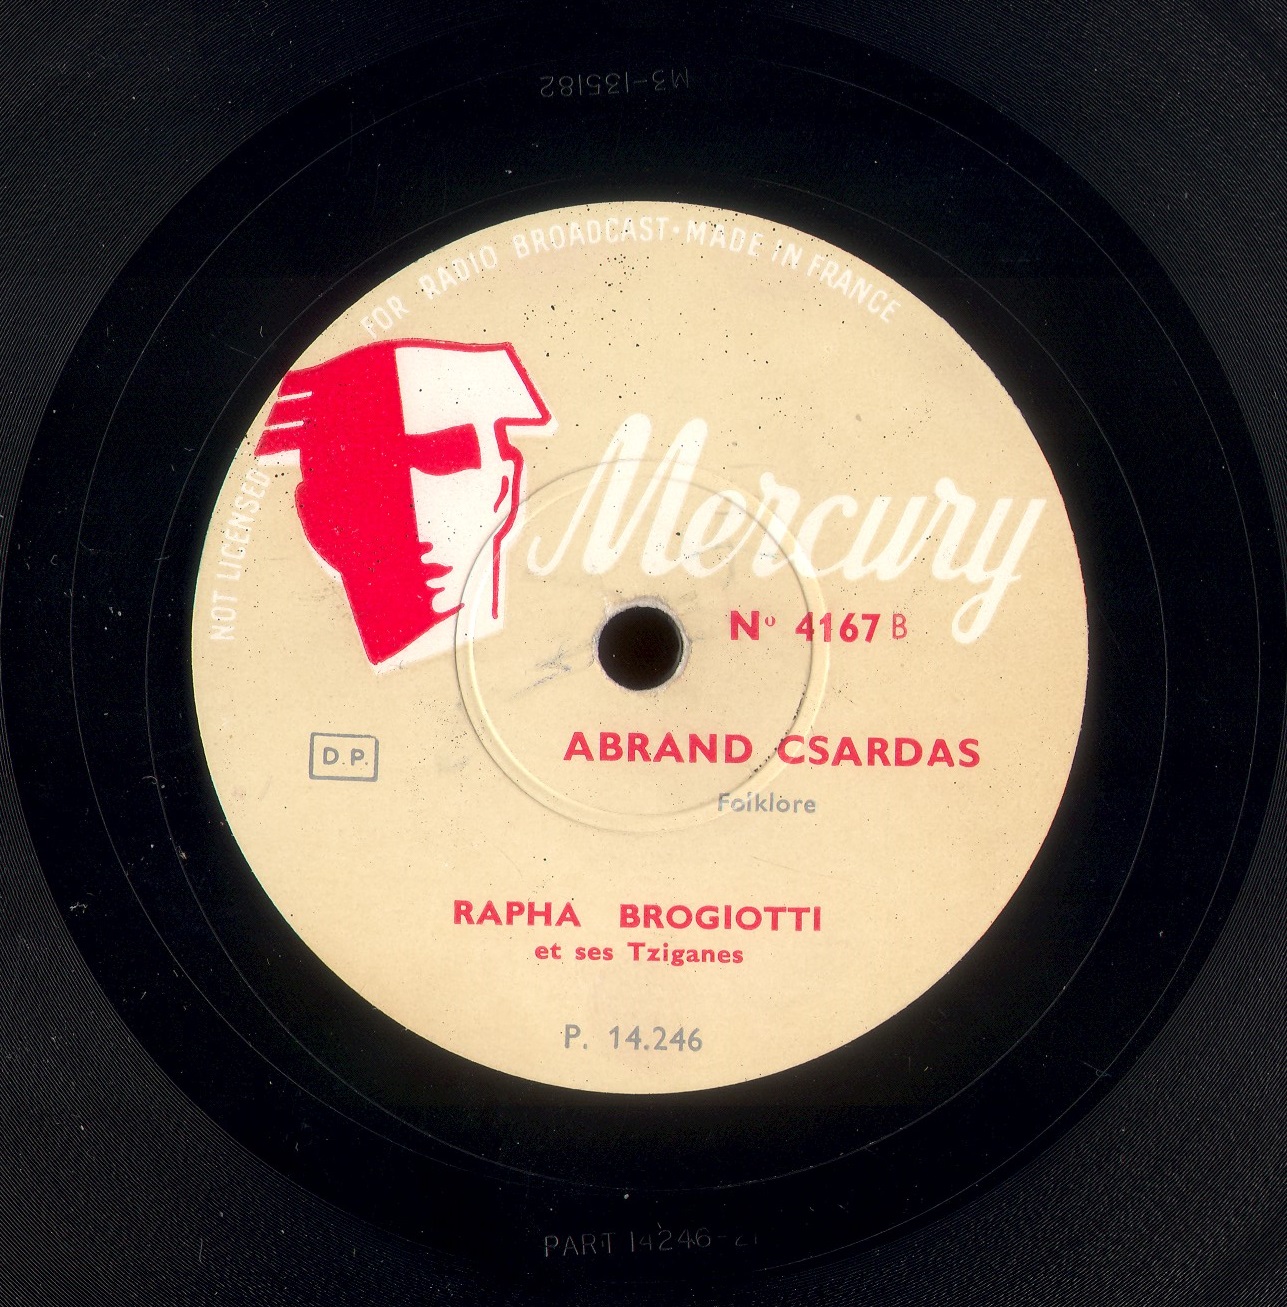 M3-135182
NOT LICENSED FOR RADIO BROADCAST · MADE IN FRANCE
Mercury
Nº 4167 B
D.P.
ABRAND CSARDAS
Folklore
RAPHA BROGIOTTI
et ses Tziganes
P. 14.246
PART 14246-21